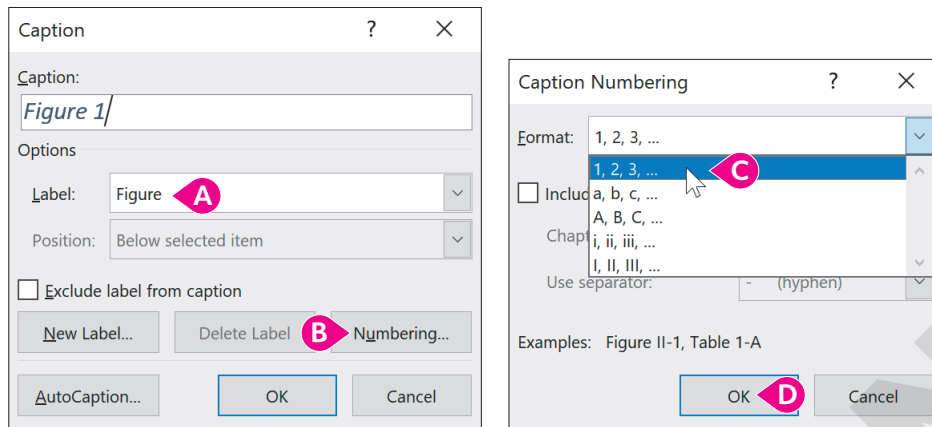 Caption ? ×
Caption:
Figure 1
Options
Label: Figure A
Position: Below selected item
Exclude label from caption
New Label... Delete Label B Numbering...
AutoCaption... OK Cancel
Caption Numbering ? ×
Format: 1, 2, 3, ...
1, 2, 3, ... C
a, b, c, ...
A, B, C, ...
i, ii, iii, ...
I, II, III, ...
Use separator: - (hyphen)
Examples: Figure II-1, Table 1-A
OK D Cancel